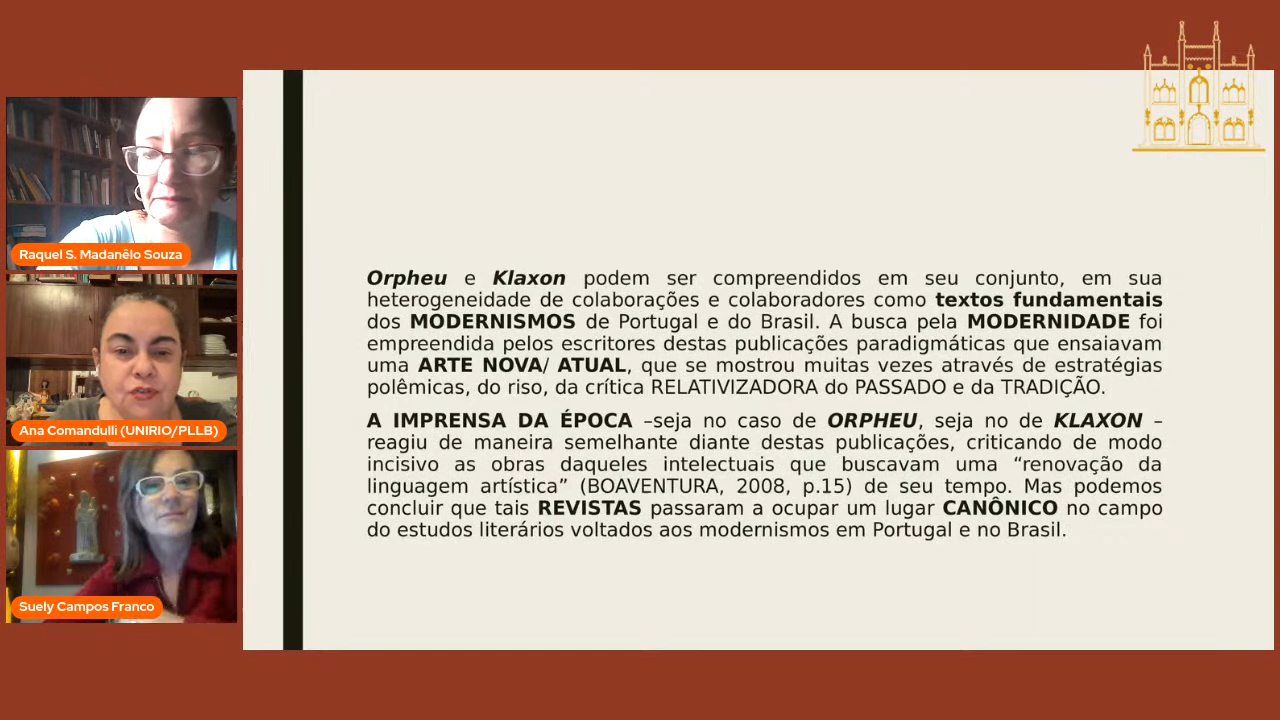 Raquel S. Madanêlo Souza
Ana Comandulli (UNIRIO/PLLB)
Suely Campos Franco
Orpheu e Klaxon podem ser compreendidos em seu conjunto, em sua
heterogeneidade de colaborações e colaboradores como textos fundamentais
dos MODERNISMOS de Portugal e do Brasil. A busca pela MODERNIDADE foi
empreendida pelos escritores destas publicações paradigmáticas que ensaiavam
uma ARTE NOVA/ ATUAL, que se mostrou muitas vezes através de estratégias
polêmicas, do riso, da crítica RELATIVIZADORA do PASSADO e da TRADIÇÃO.
A IMPRENSA DA ÉPOCA –seja no caso de ORPHEU, seja no de KLAXON –
reagiu de maneira semelhante diante destas publicações, criticando de modo
incisivo as obras daqueles intelectuais que buscavam uma “renovação da
linguagem artística” (BOAVENTURA, 2008, p.15) de seu tempo. Mas podemos
concluir que tais REVISTAS passaram a ocupar um lugar CANÔNICO no campo
do estudos literários voltados aos modernismos em Portugal e no Brasil.